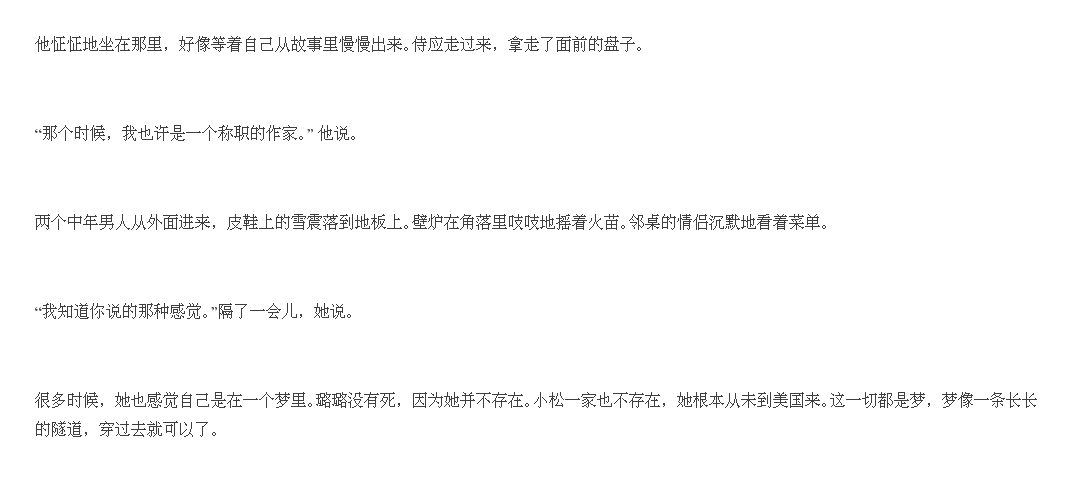 他怔怔地坐在那里，好像等着自己从故事里慢慢出来。侍应走过来，拿走了面前的盘子。
“那个时候，我也许是一个称职的作家。” 他说。
两个中年男人从外面进来，皮鞋上的雪震落到地板上。壁炉在角落里吱吱地摇着火苗。邻桌的情侣沉默地看着菜单。
“我知道你说的那种感觉。”隔了一会儿，她说。
很多时候，她也感觉自己是在一个梦里。璐璐没有死，因为她并不存在。小松一家也不存在，她根本从未到美国来。这一切都是梦，梦像一条长长
的隧道，穿过去就可以了。